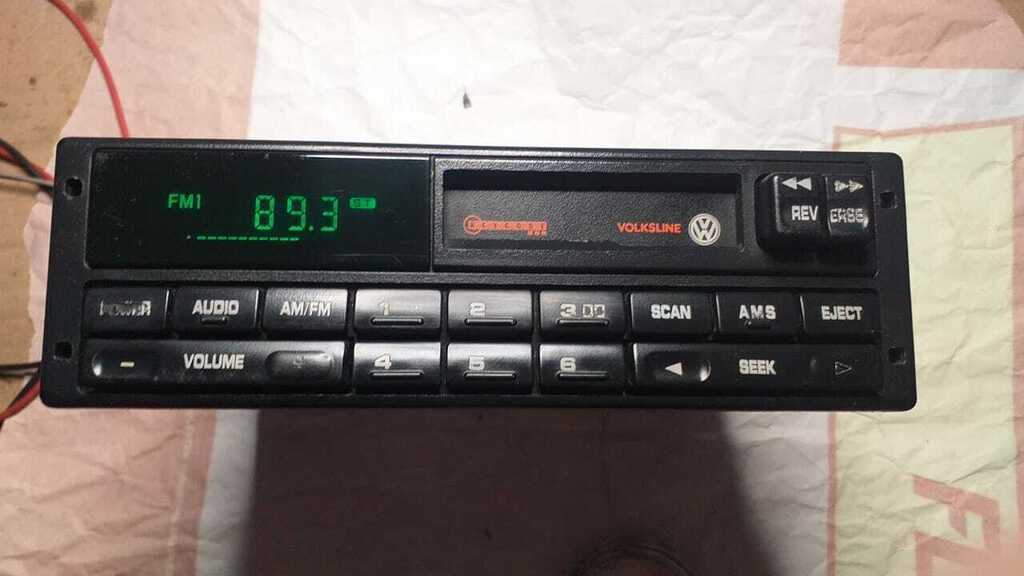 FM1 89.3 ST
VOLKSLINE
REV
POWER AUDIO AM/FM 1 2 3 SCAN AMS EJECT
- VOLUME 4 5 6 SEEK